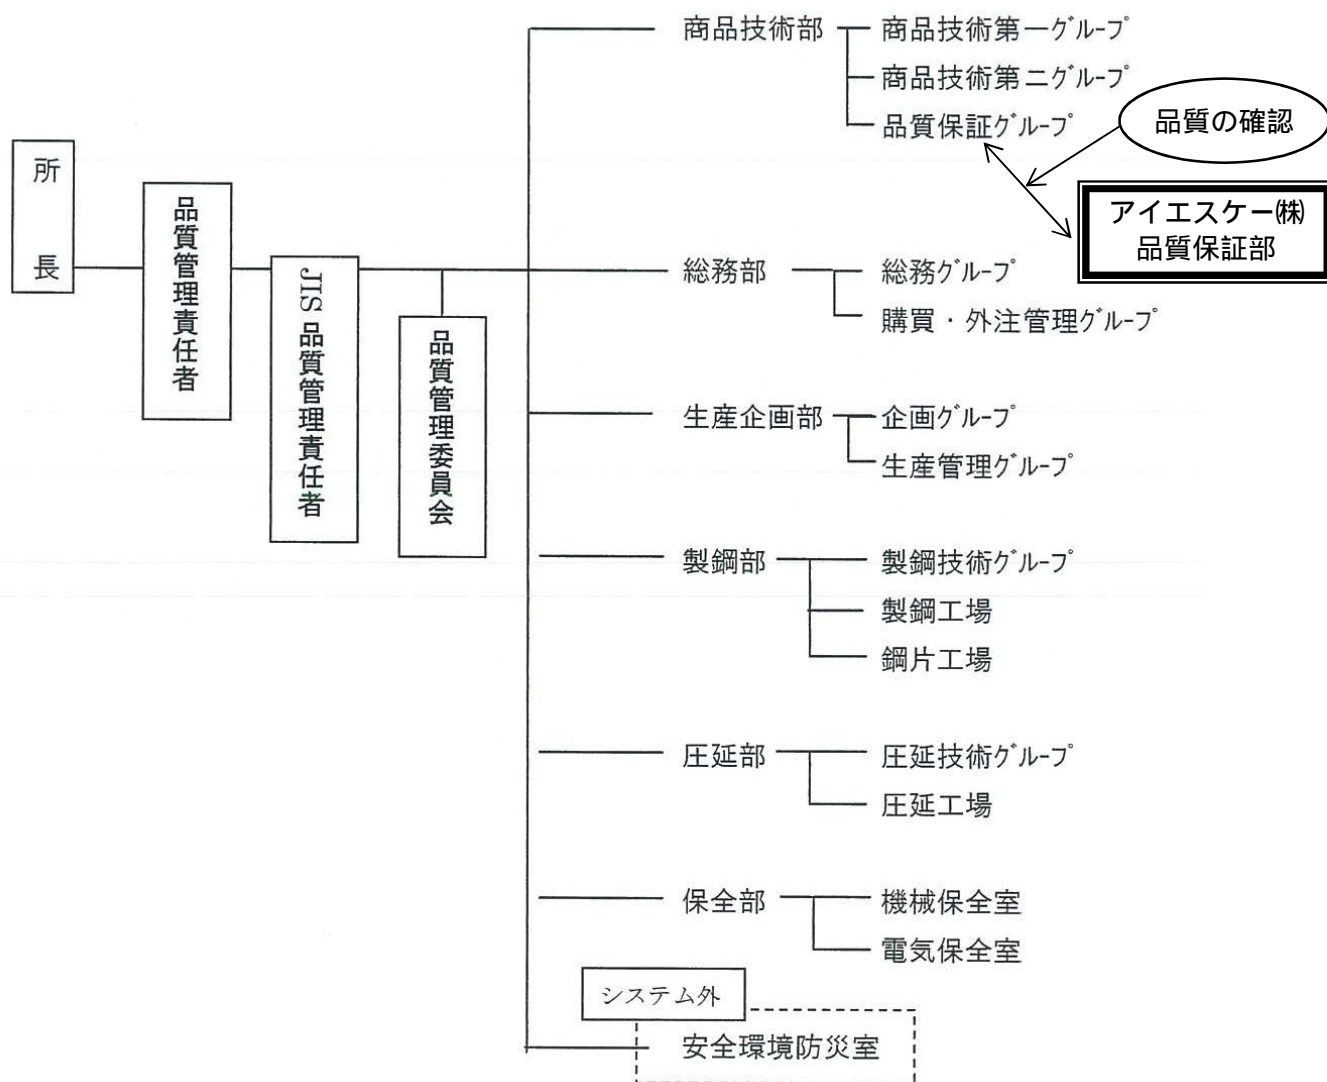 所長
品質管理責任者
JIS 品質管理責任者
品質管理委員会
商品技術部
商品技術第一グループ
商品技術第二グループ
品質保証グループ
品質の確認
アイエスケー㈱
品質保証部
総務部
総務グループ
購買・外注管理グループ
生産企画部
企画グループ
生産管理グループ
製鋼部
製鋼技術グループ
製鋼工場
鋼片工場
圧延部
圧延技術グループ
圧延工場
保全部
機械保全室
電気保全室
システム外
安全環境防災室